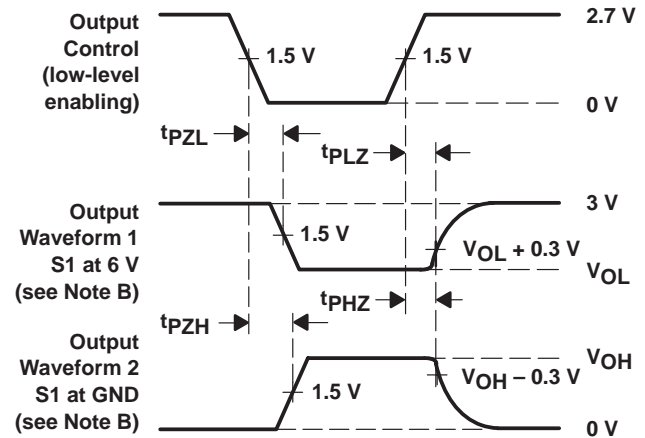 Output
Control
(low-level
enabling)
1.5 V
1.5 V
2.7 V
0 V
tPZL
tPLZ
Output
Waveform 1
S1 at 6 V
(see Note B)
1.5 V
3 V
VOL + 0.3 V
VOL
tPHZ
tPZH
Output
Waveform 2
S1 at GND
(see Note B)
1.5 V
VOH
VOH – 0.3 V
0 V